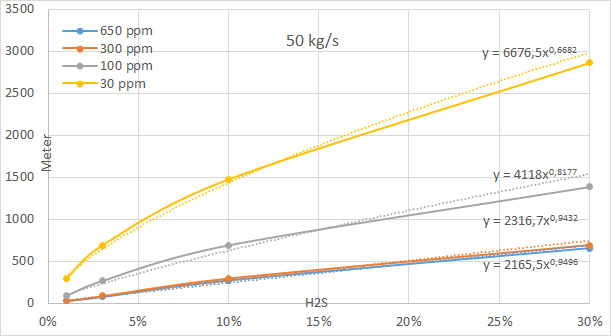 50 kg/s
650 ppm
300 ppm
100 ppm
30 ppm
y = 6676,5x^0,6682
y = 4118x^0,8177
y = 2316,7x^0,9432
y = 2165,5x^0,9496
Meter
3500
3000
2500
2000
1500
1000
500
0
0%
5%
10%
15%
20%
25%
30%
H2S